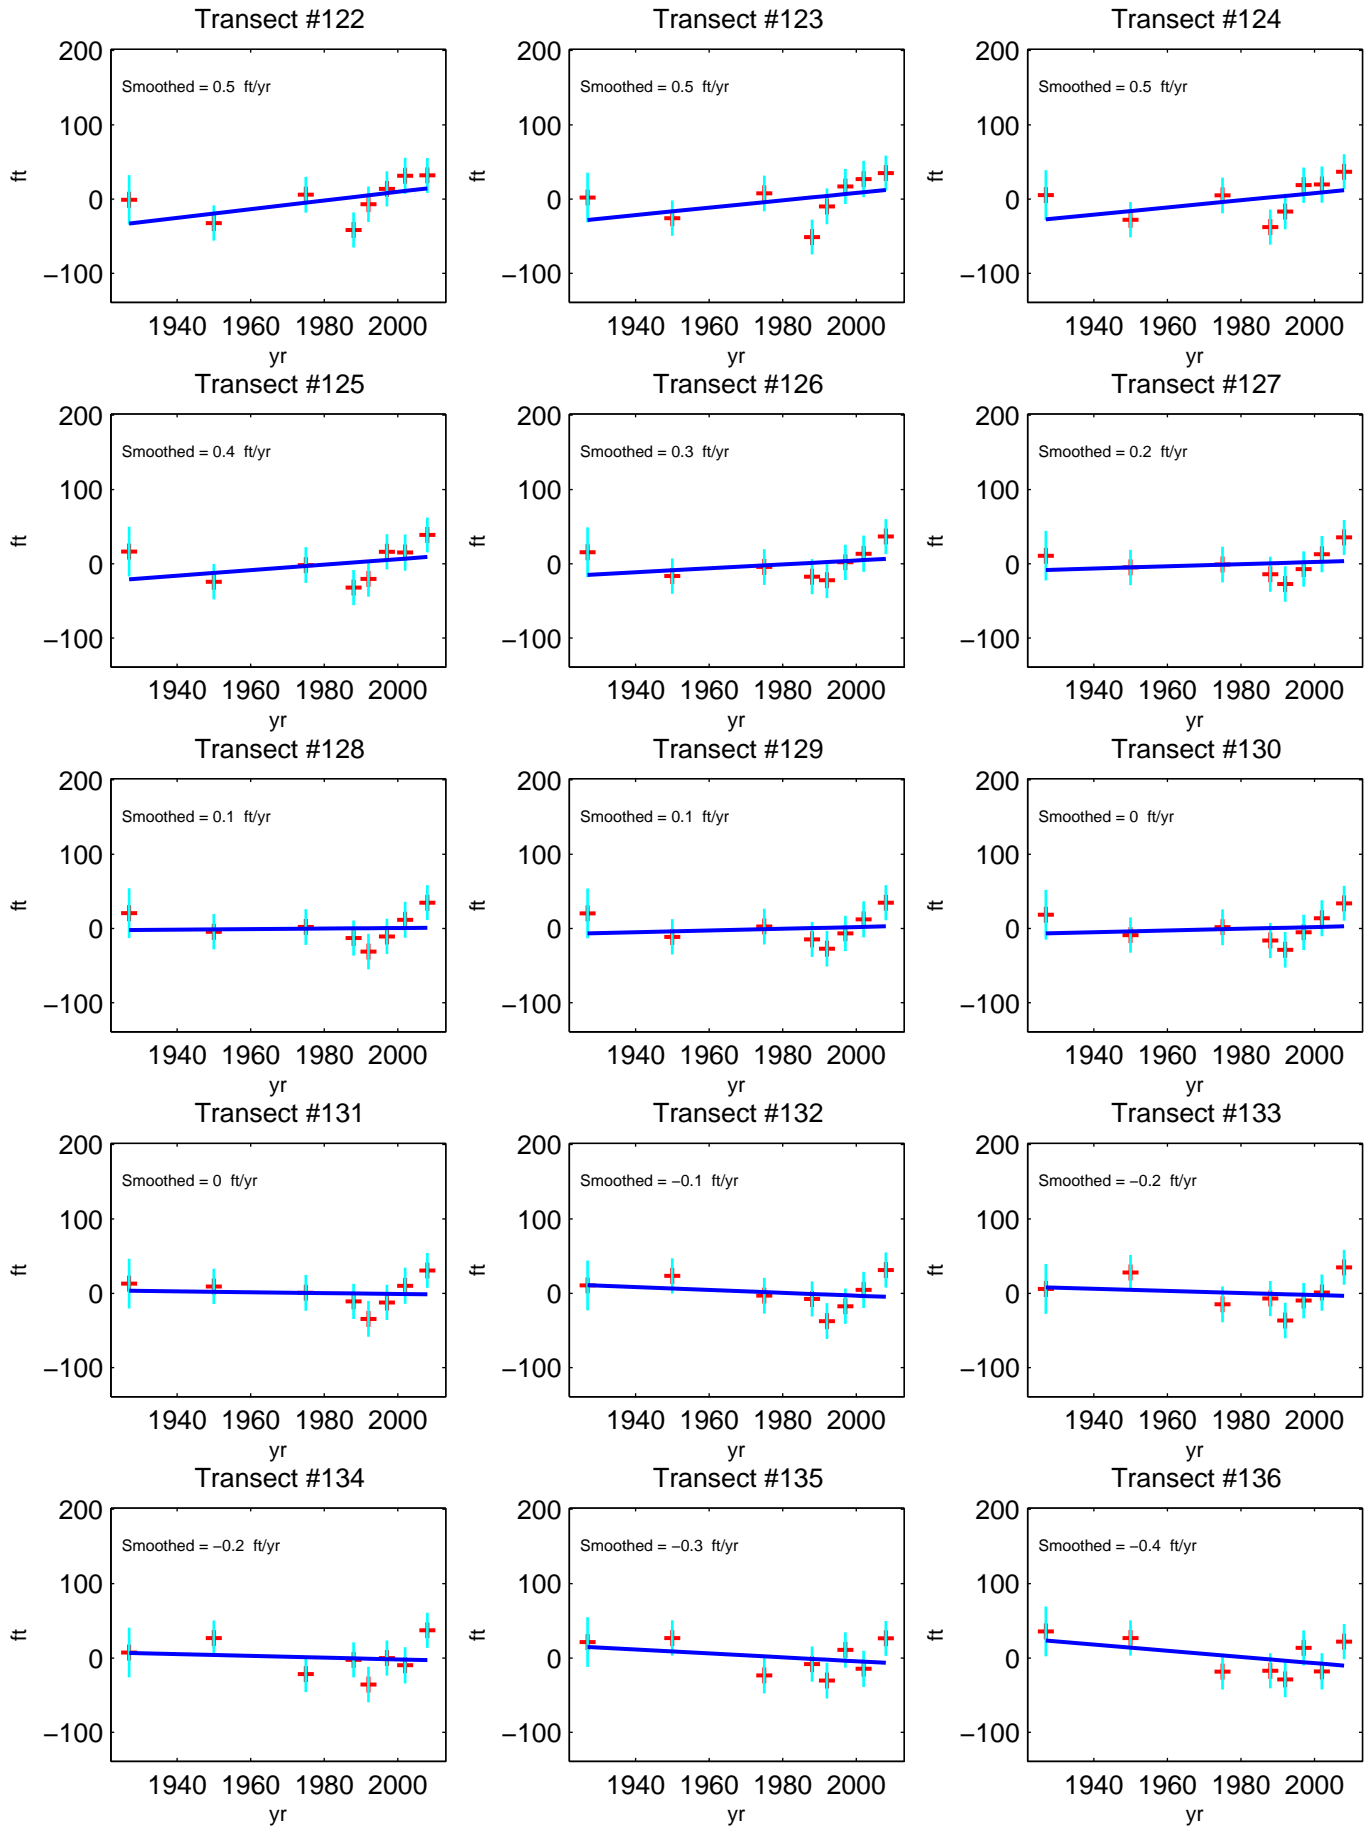 Transect #122
Transect #123
Transect #124
200
100
0
−100
ft
Smoothed = 0.5 ft/yr
1940 1960 1980 2000
yr
200
100
0
−100
ft
Smoothed = 0.5 ft/yr
1940 1960 1980 2000
yr
200
100
0
−100
ft
Smoothed = 0.5 ft/yr
1940 1960 1980 2000
yr
Transect #125
Transect #126
Transect #127
200
100
0
−100
ft
Smoothed = 0.4 ft/yr
1940 1960 1980 2000
yr
200
100
0
−100
ft
Smoothed = 0.3 ft/yr
1940 1960 1980 2000
yr
200
100
0
−100
ft
Smoothed = 0.2 ft/yr
1940 1960 1980 2000
yr
Transect #128
Transect #129
Transect #130
200
100
0
−100
ft
Smoothed = 0.1 ft/yr
1940 1960 1980 2000
yr
200
100
0
−100
ft
Smoothed = 0.1 ft/yr
1940 1960 1980 2000
yr
200
100
0
−100
ft
Smoothed = 0 ft/yr
1940 1960 1980 2000
yr
Transect #131
Transect #132
Transect #133
200
100
0
−100
ft
Smoothed = 0 ft/yr
1940 1960 1980 2000
yr
200
100
0
−100
ft
Smoothed = −0.1 ft/yr
1940 1960 1980 2000
yr
200
100
0
−100
ft
Smoothed = −0.2 ft/yr
1940 1960 1980 2000
yr
Transect #134
Transect #135
Transect #136
200
100
0
−100
ft
Smoothed = −0.2 ft/yr
1940 1960 1980 2000
yr
200
100
0
−100
ft
Smoothed = −0.3 ft/yr
1940 1960 1980 2000
yr
200
100
0
−100
ft
Smoothed = −0.4 ft/yr
1940 1960 1980 2000
yr